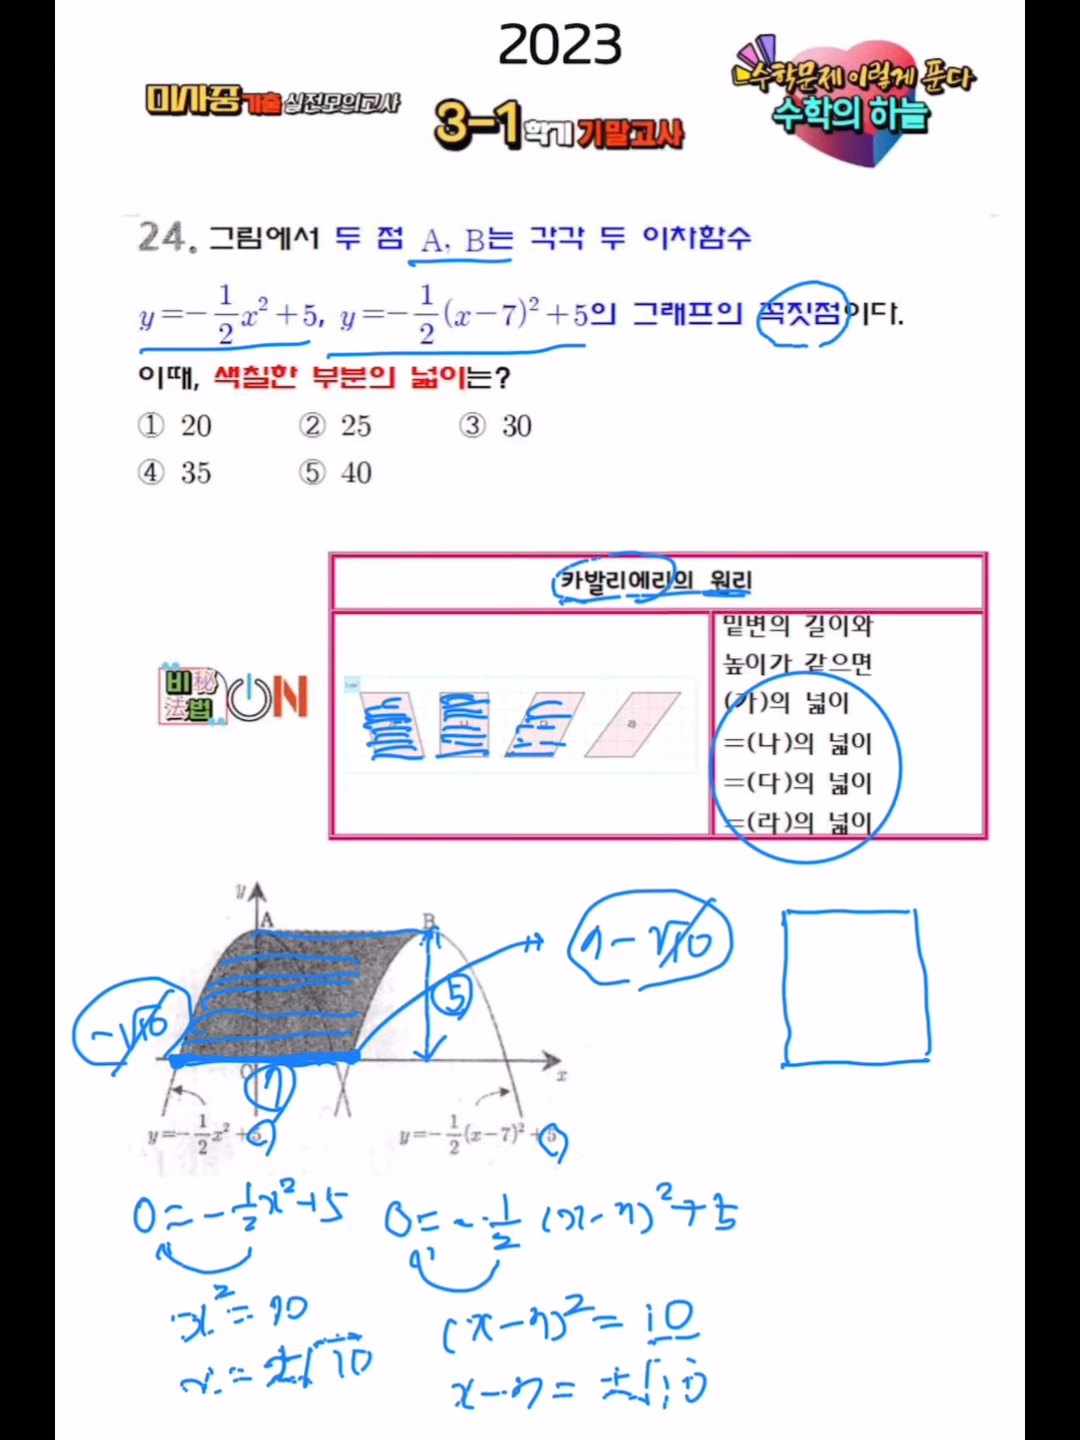 2023
미사중기출 실전모의고사
3-1학기 기말고사
수학문제 이렇게 푼다
수학의 하늘
24. 그림에서 두 점 A, B는 각각 두 이차함수
y=-1/2x²+5, y=-1/2(x-7)²+5의 그래프의 꼭짓점이다.
이때, 색칠한 부분의 넓이는?
① 20 ② 25 ③ 30
④ 35 ⑤ 40
카발리에리의 원리
비秘
法법
ON
밑변의 길이와
높이가 같으면
(가)의 넓이
=(나)의 넓이
=(다)의 넓이
=(라)의 넓이
라
y
A
B
7-√10
5
-√10
O
x
7
y=-1/2x²+5
y=-1/2(x-7)²+5
0=-1/2x²+5
0=-1/2(x-7)²+5
x²=10
(x-7)²=10
x=±√10
x-7=±√10